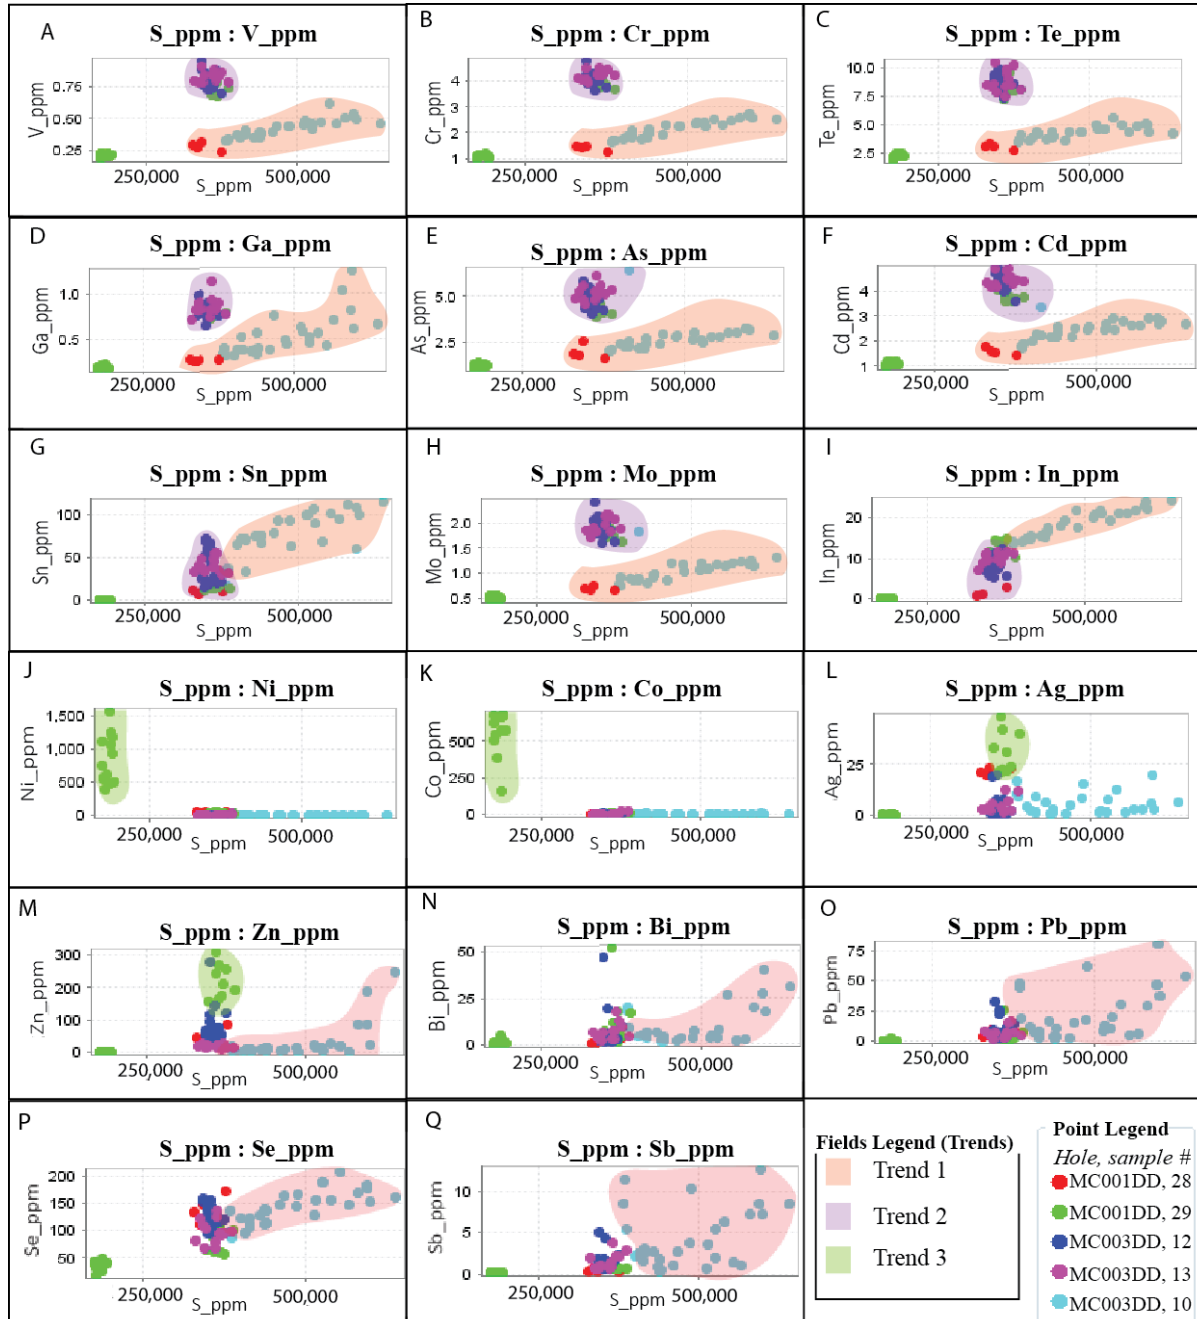 A
S_ppm : V_ppm
V_ppm
0.75
0.50
0.25
250,000
500,000
S_ppm
B
S_ppm : Cr_ppm
Cr_ppm
4
3
2
1
250,000
500,000
S_ppm
C
S_ppm : Te_ppm
Te_ppm
10.0
7.5
5.0
2.5
250,000
500,000
S_ppm
D
S_ppm : Ga_ppm
Ga_ppm
1.0
0.5
250,000
500,000
S_ppm
E
S_ppm : As_ppm
As_ppm
5.0
2.5
250,000
500,000
S_ppm
F
S_ppm : Cd_ppm
Cd_ppm
5
4
3
2
1
250,000
500,000
S_ppm
G
S_ppm : Sn_ppm
Sn_ppm
100
50
0
250,000
500,000
S_ppm
H
S_ppm : Mo_ppm
Mo_ppm
2.0
1.5
1.0
0.5
250,000
500,000
S_ppm
I
S_ppm : In_ppm
In_ppm
20
10
0
250,000
500,000
S_ppm
J
S_ppm : Ni_ppm
Ni_ppm
1,500
1,000
500
0
250,000
500,000
S_ppm
K
S_ppm : Co_ppm
Co_ppm
500
250
0
250,000
500,000
S_ppm
L
S_ppm : Ag_ppm
Ag_ppm
25
0
250,000
500,000
S_ppm
M
S_ppm : Zn_ppm
Zn_ppm
300
200
100
0
250,000
500,000
S_ppm
N
S_ppm : Bi_ppm
Bi_ppm
50
25
0
250,000
500,000
S_ppm
O
S_ppm : Pb_ppm
Pb_ppm
75
50
25
0
250,000
500,000
S_ppm
P
S_ppm : Se_ppm
Se_ppm
200
150
100
50
250,000
500,000
S_ppm
Q
S_ppm : Sb_ppm
Sb_ppm
10
5
0
250,000
500,000
S_ppm
Fields Legend (Trends)
Trend 1
Trend 2
Trend 3
Point Legend
Hole, sample #
MC001DD, 28
MC001DD, 29
MC003DD, 12
MC003DD, 13
MC003DD, 10